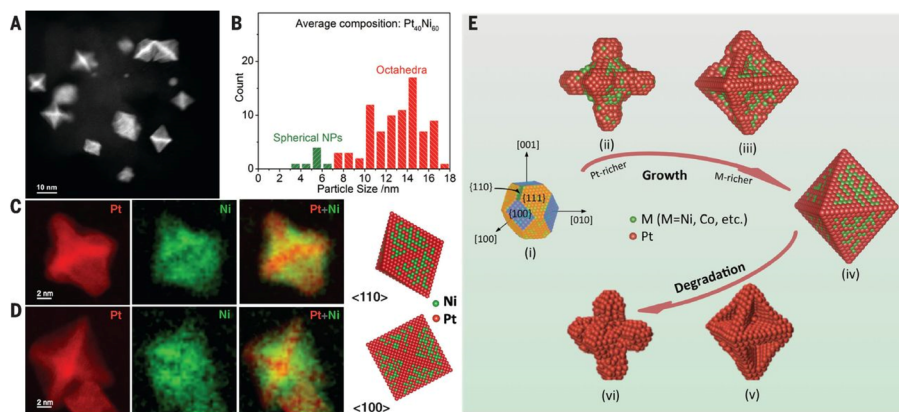 A
10 nm
B
Average composition: Pt40Ni60
Octahedra
Spherical NPs
Count
20
10
0
0 2 4 6 8 10 12 14 16 18
Particle Size /nm
C
Pt
Ni
Pt+Ni
2 nm
<110>
Ni
Pt
D
Pt
Ni
Pt+Ni
2 nm
<100>
E
(ii)
(iii)
[001]
Pt-richer
Growth
M-richer
{110}
{111}
{100}
[010]
[100]
(i)
M (M=Ni, Co, etc.)
Pt
(iv)
Degradation
(vi)
(v)